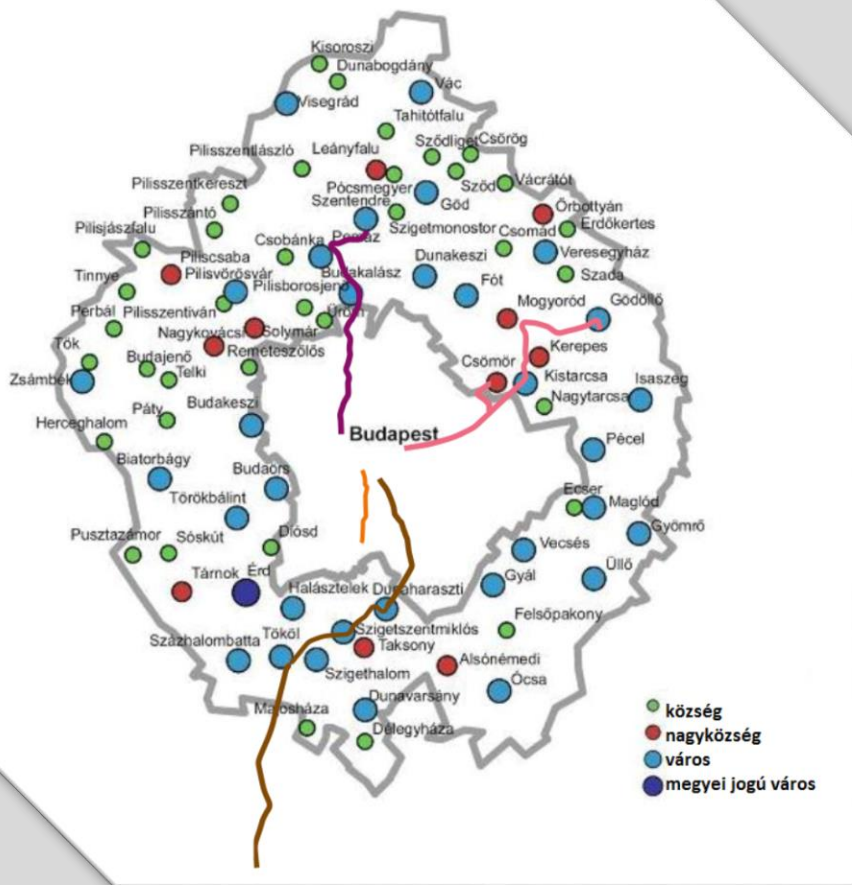 Kisoroszi
Dunabogdány
Vác
Visegrád
Tahitótfalu
Sződliget
Csörög
Pilisszentlászló
Leányfalu
Sződ
Vácrátót
Pilisszentkereszt
Pócsmegyer
Szentendre
Göd
Őrbottyán
Pilisszántó
Szigetmonostor
Csomád
Erdőkertes
Pilisjászfalu
Csobánka
Pomáz
Dunakeszi
Veresegyház
Piliscsaba
Pilisvörösvár
Budakalász
Szada
Tinnye
Pilisborosjenő
Fót
Perbál
Pilisszentiván
Üröm
Mogyoród
Gödöllő
Nagykovácsi
Solymár
Tök
Budajenő
Remeteszőlős
Csömör
Kerepes
Zsámbék
Telki
Kistarcsa
Isaszeg
Páty
Budakeszi
Nagytarcsa
Herceghalom
Budapest
Pécel
Biatorbágy
Budaörs
Törökbálint
Ecser
Maglód
Pusztazámor
Sóskút
Diósd
Gyömrő
Vecsés
Tárnok
Érd
Halásztelek
Dunaharaszti
Gyál
Üllő
Felsőpakony
Százhalombatta
Tököl
Szigetszentmiklós
Taksony
Szigethalom
Alsónémedi
Ócsa
Majosháza
Dunavarsány
Délegyháza
község
nagyközség
város
megyei jogú város